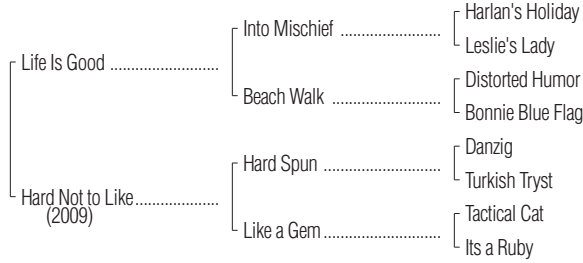 Harlan's Holiday
Into Mischief ......................
Leslie's Lady
Life Is Good ........................
Distorted Humor
Beach Walk ........................
Bonnie Blue Flag
Danzig
Hard Spun ..........................
Turkish Tryst
Hard Not to Like...................
(2009)
Tactical Cat
Like a Gem..........................
Its a Ruby